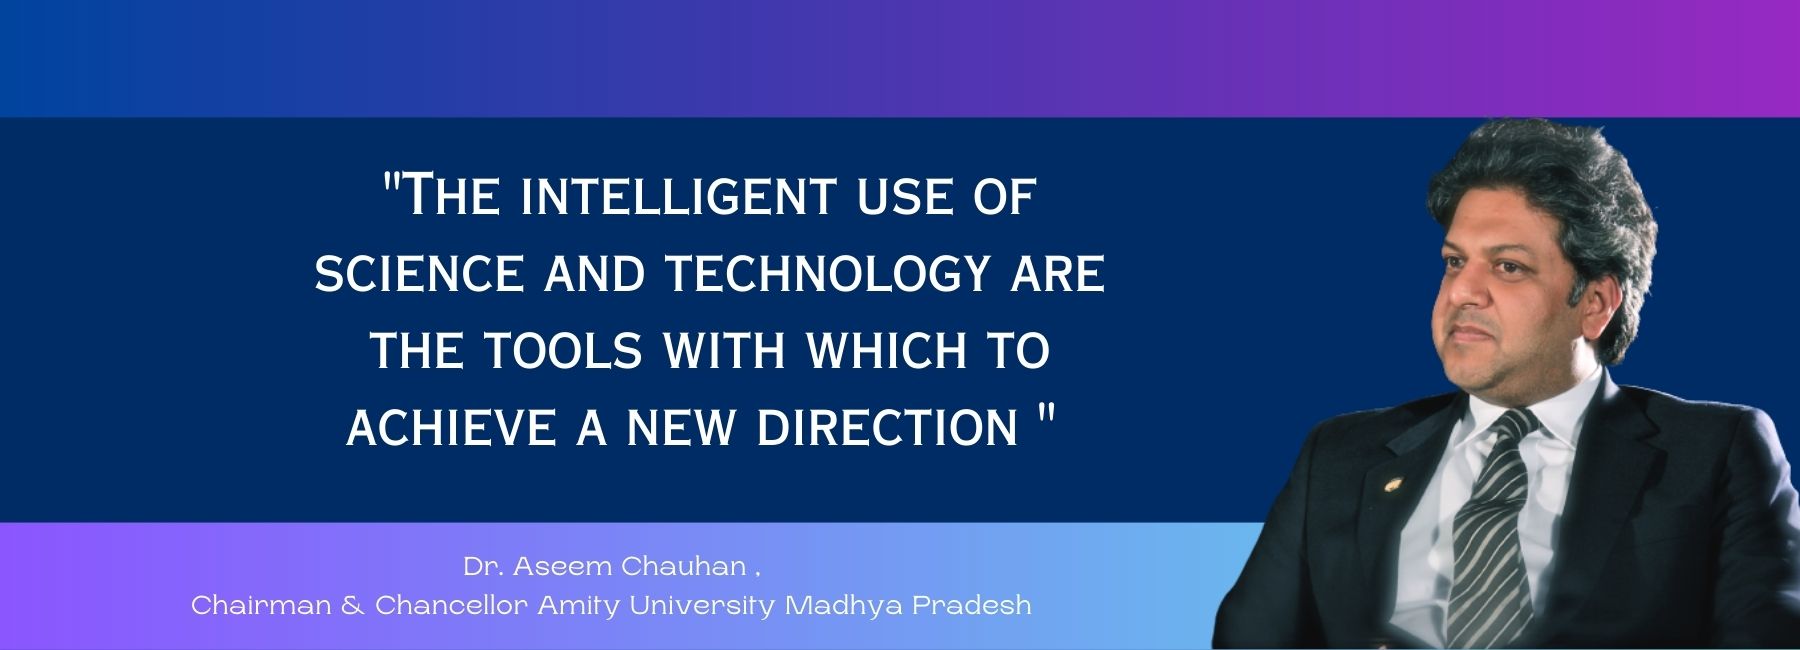 "The intelligent use of
science and technology are
the tools with which to
achieve a new direction "
Dr. Aseem Chauhan ,
Chairman & Chancellor Amity University Madhya Pradesh